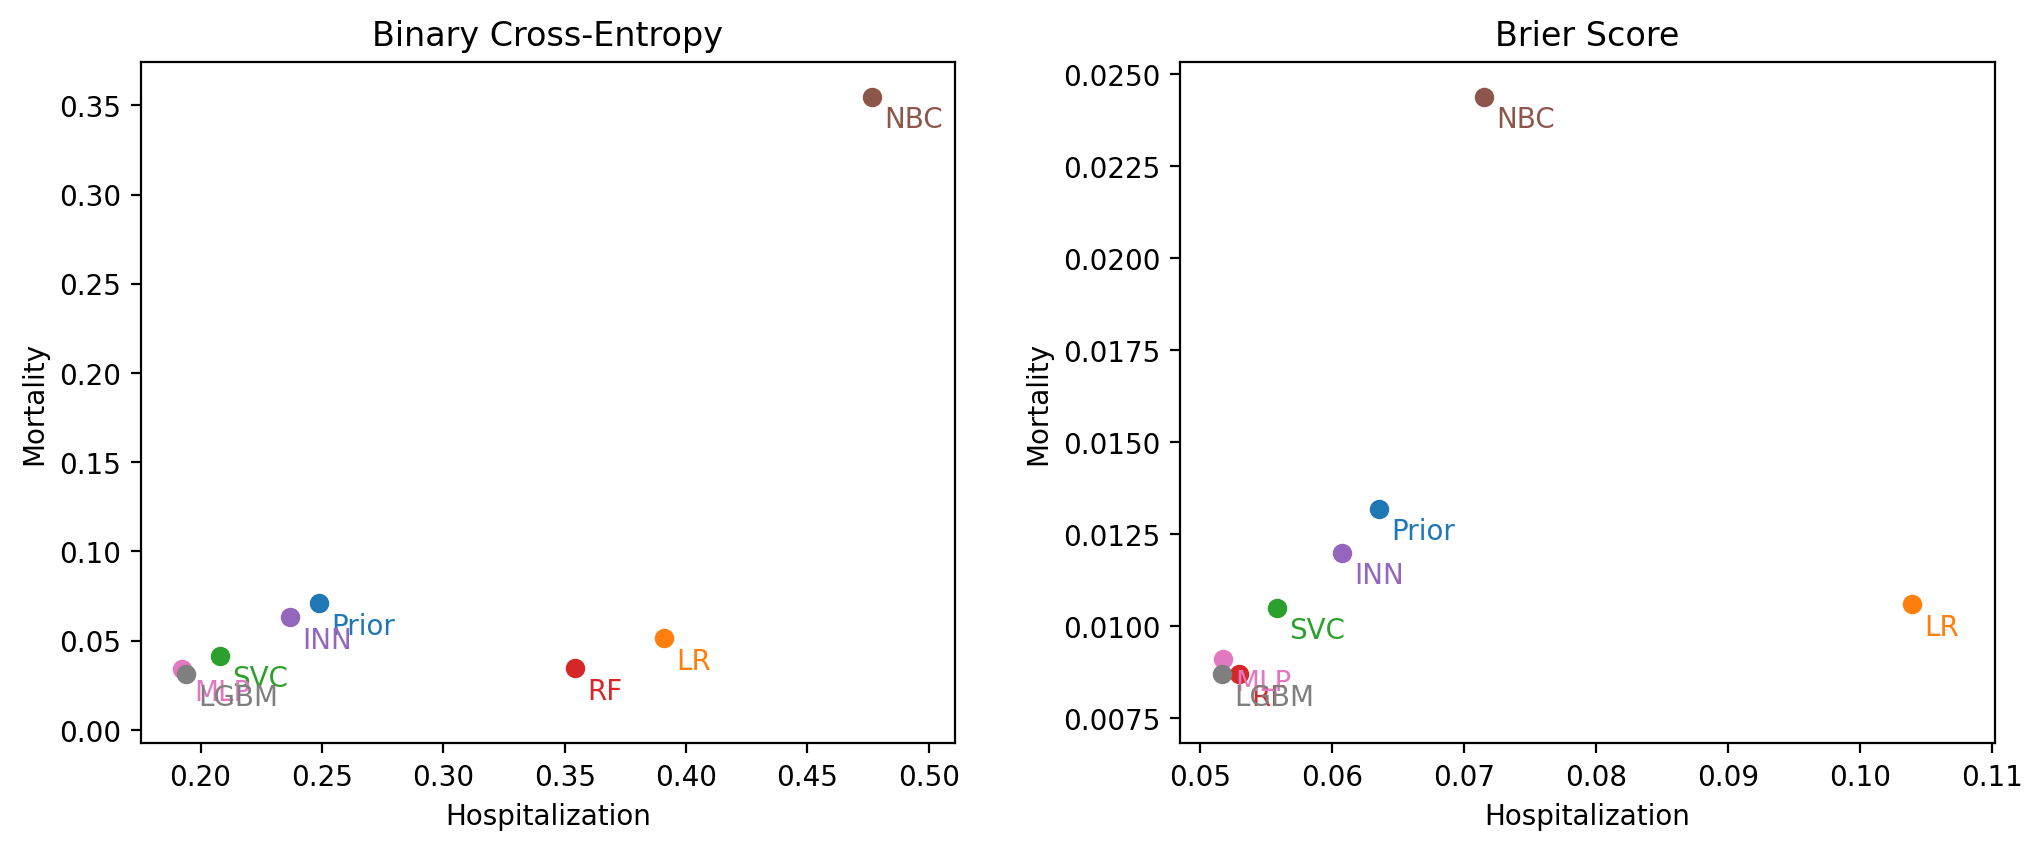 Binary Cross-Entropy
0.35
0.30
0.25
0.20
0.15
0.10
0.05
0.00
Mortality
NBC
Prior
INN
LR
SVC
RF
MLP
LGBM
0.20 0.25 0.30 0.35 0.40 0.45 0.50
Hospitalization
Brier Score
0.0250
0.0225
0.0200
0.0175
0.0150
0.0125
0.0100
0.0075
Mortality
NBC
Prior
INN
LR
SVC
MLP
RF
LGBM
0.05 0.06 0.07 0.08 0.09 0.10 0.11
Hospitalization